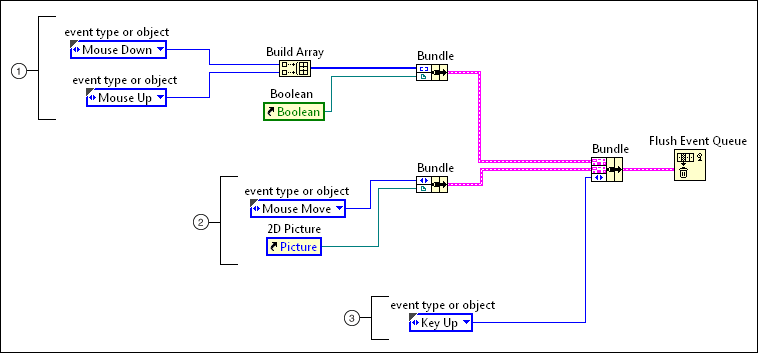 1
event type or object
Mouse Down
event type or object
Mouse Up
Build Array
Boolean
Boolean
Bundle
2
event type or object
Mouse Move
2D Picture
Picture
Bundle
Bundle
Flush Event Queue
3
event type or object
Key Up